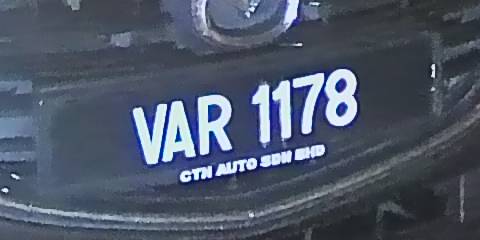 VAR 1178
CTN AUTO SDN BHD